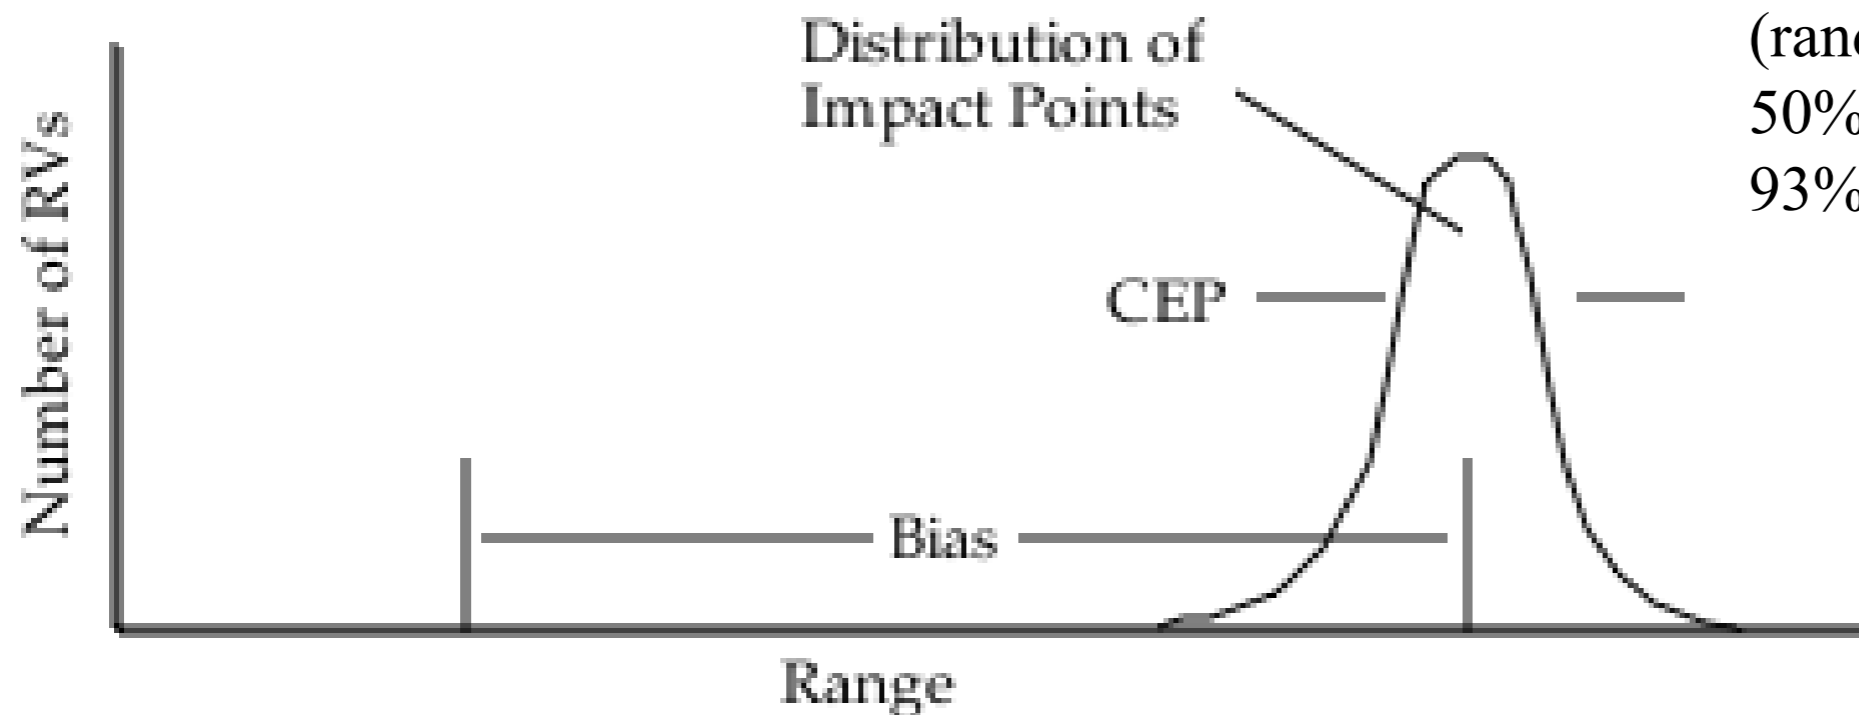 Distribution of
Impact Points
50%
93%
CEP
Number of RVs
Bias
Range